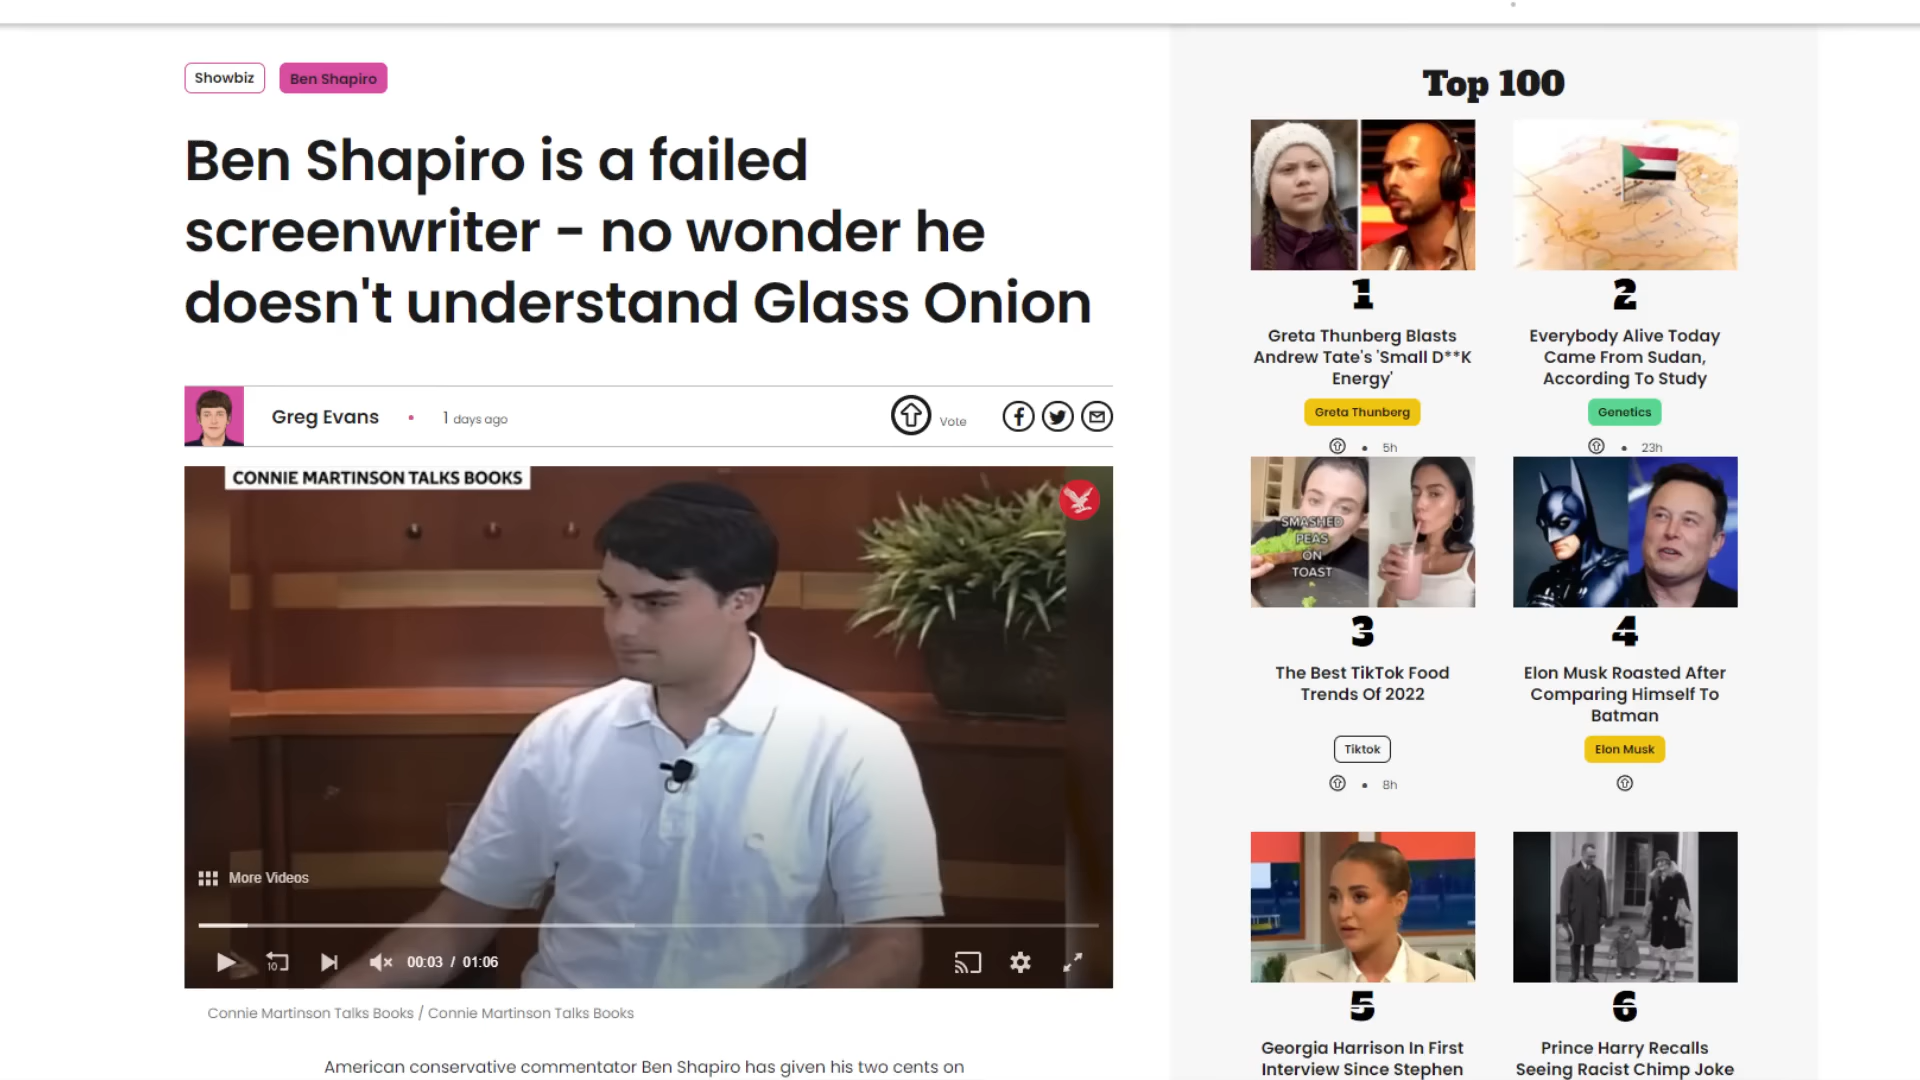 Showbiz
Ben Shapiro
Ben Shapiro is a failed
screenwriter - no wonder he
doesn't understand Glass Onion
Greg Evans
1 days ago
Vote
CONNIE MARTINSON TALKS BOOKS
More Videos
10
00:03 / 01:06
Connie Martinson Talks Books / Connie Martinson Talks Books
American conservative commentator Ben Shapiro has given his two cents on
Top 100
1
Greta Thunberg Blasts
Andrew Tate's 'Small D**K
Energy'
Greta Thunberg
5h
2
Everybody Alive Today
Came From Sudan,
According To Study
Genetics
23h
SMASHED
PEAS
ON
TOAST
3
The Best TikTok Food
Trends Of 2022
Tiktok
8h
4
Elon Musk Roasted After
Comparing Himself To
Batman
Elon Musk
5
Georgia Harrison In First
Interview Since Stephen
6
Prince Harry Recalls
Seeing Racist Chimp Joke